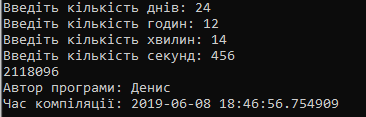 Введіть кількість днів: 24
Введіть кількість годин: 12
Введіть кількість хвилин: 14
Введіть кількість секунд: 456
2118096
Автор програми: Денис
Час компіляції: 2019-06-08 18:46:56.754909